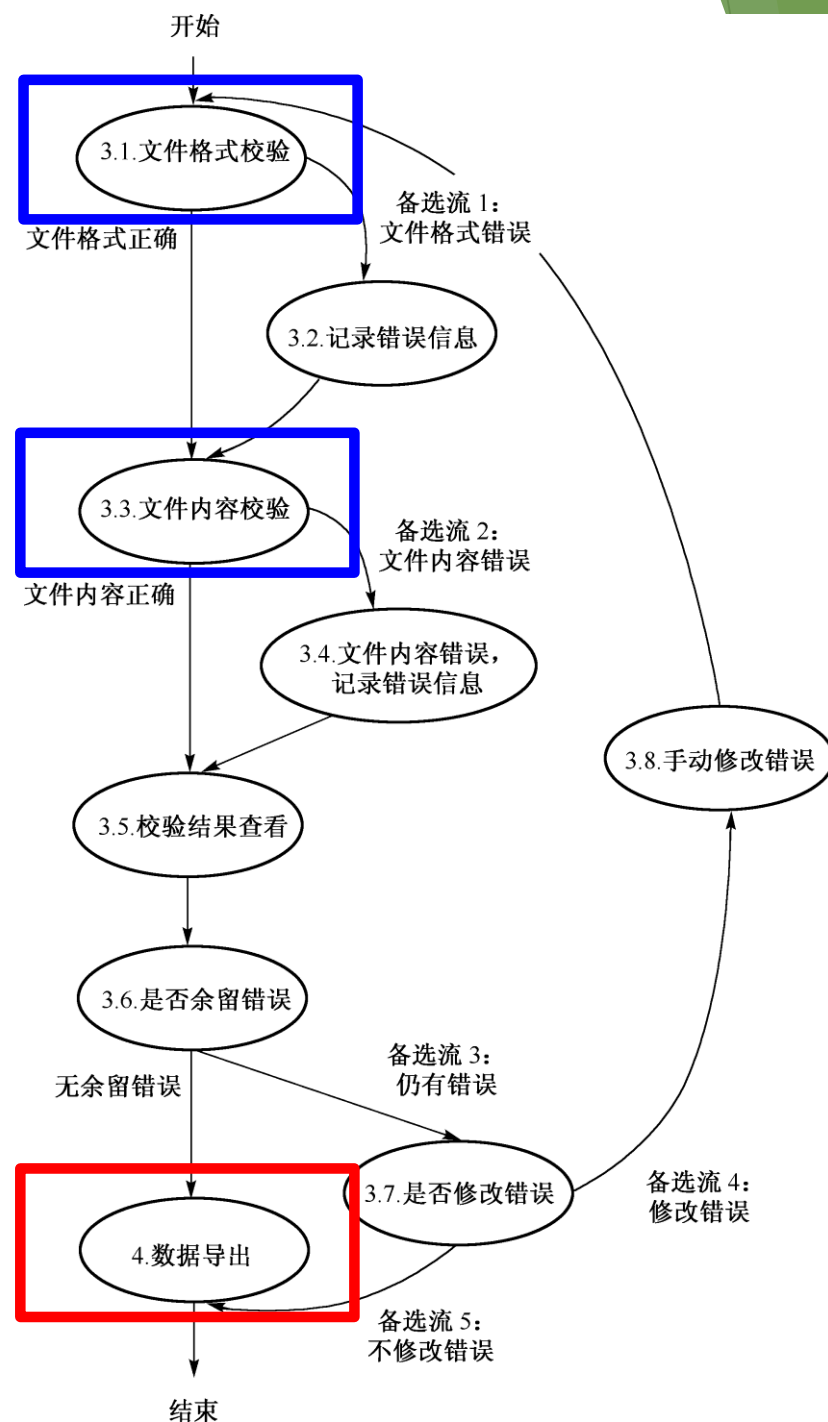 开始
3.1.文件格式校验
备选流 1：
文件格式错误
文件格式正确
3.2.记录错误信息
3.3.文件内容校验
备选流 2：
文件内容错误
文件内容正确
3.4.文件内容错误，
记录错误信息
3.8.手动修改错误
3.5.校验结果查看
3.6.是否余留错误
备选流 3：
仍有错误
无余留错误
3.7.是否修改错误
备选流 4：
修改错误
4.数据导出
备选流 5：
不修改错误
结束